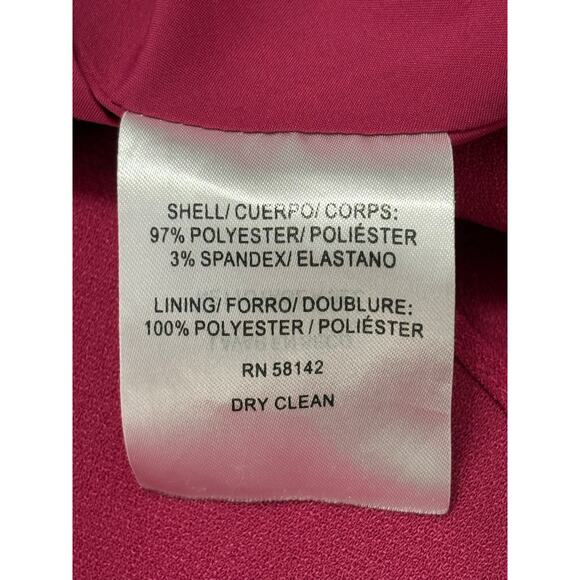 SHELL/ CUERPO/ CORPS:
97% POLYESTER/ POLIÉSTER
3% SPANDEX/ ELASTANO
LINING/ FORRO/ DOUBLURE:
100% POLYESTER / POLIÉSTER
RN 58142
DRY CLEAN